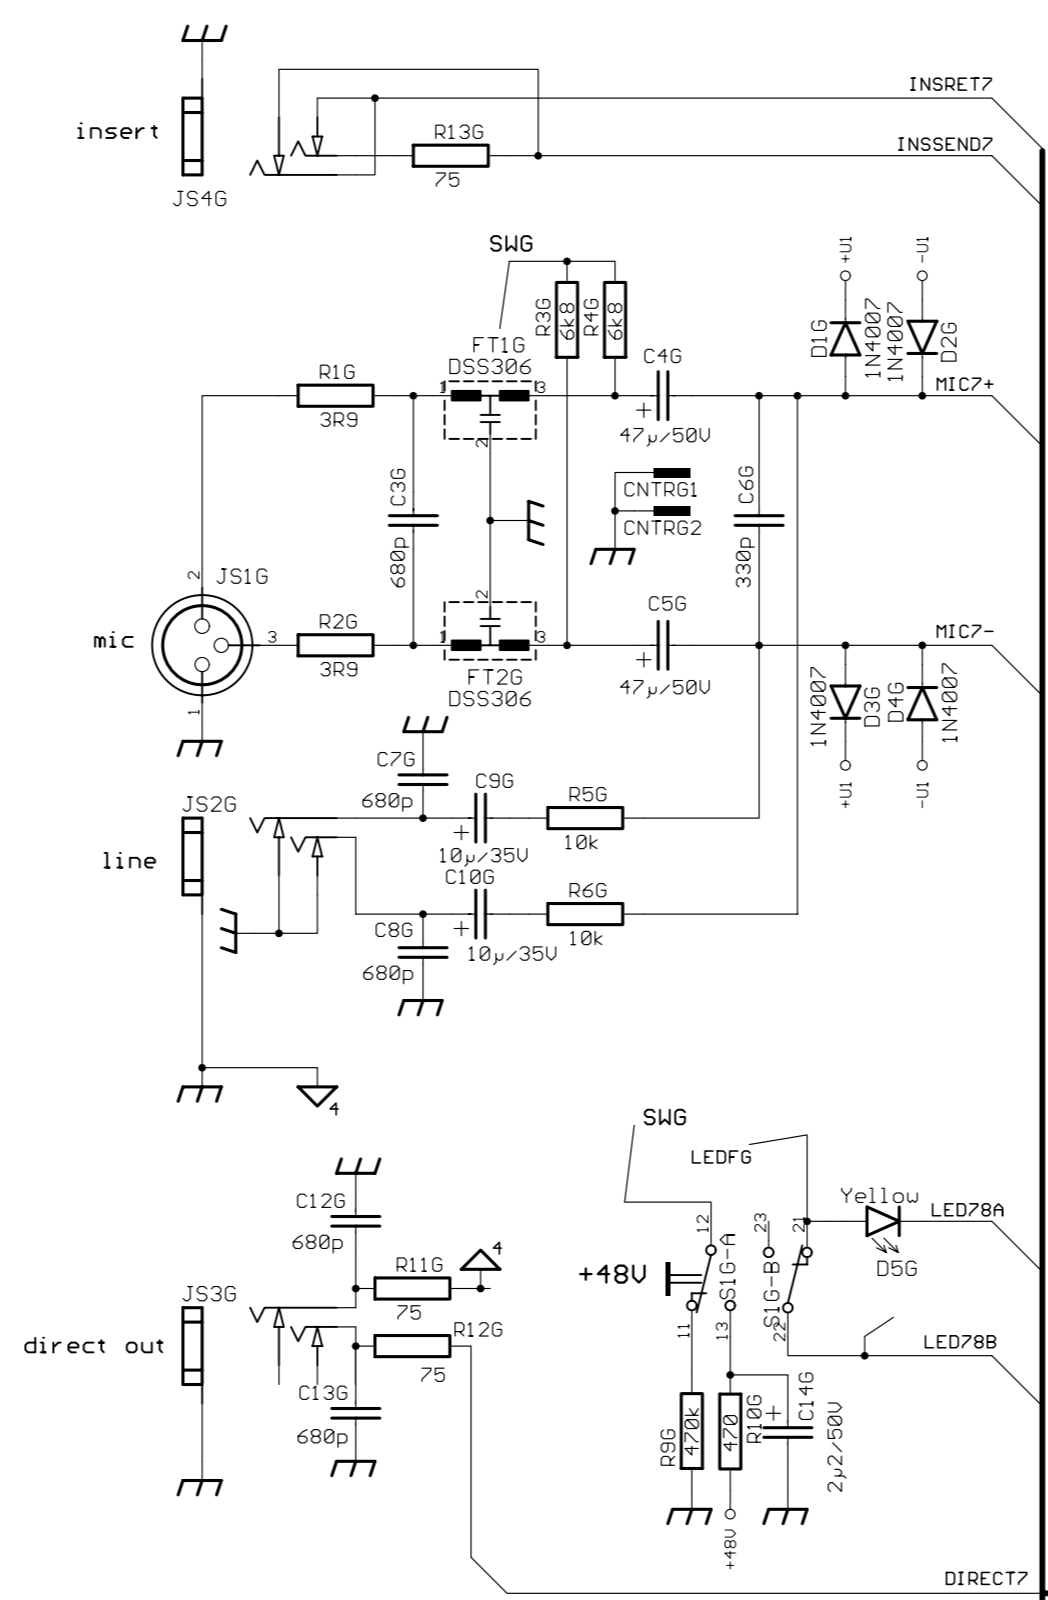 INSRET7
insert
R13G
INSSEND7
75
JS4G
SWG
+U1
-U1
R3G
6k8
R4G
6k8
D1G
1N4007
1N4007
D2G
FT1G
DSS306
C4G
R1G
1
3
MIC7+
3R9
+
47µ/50V
2
C3G
680p
CNTRG1
CNTRG2
C6G
330p
2
JS1G
2
C5G
mic
3
R2G
1
3
MIC7-
3R9
+
47µ/50V
FT2G
DSS306
1
1N4007
D3G
D4G
1N4007
C7G
680p
C9G
+U1
-U1
JS2G
R5G
+
10k
10µ/35V
line
C10G
R6G
C8G
+
10k
10µ/35V
680p
4
SWG
LEDFG
C12G
680p
Yellow
LED78A
12
23
21
R11G
4
+48V
S1G-A
S1G-B
D5G
JS3G
75
R12G
11
13
22
LED78B
direct out
75
C13G
680p
R9G
470k
470
R10G
+
C14G
2µ2/50V
+48V
DIRECT7